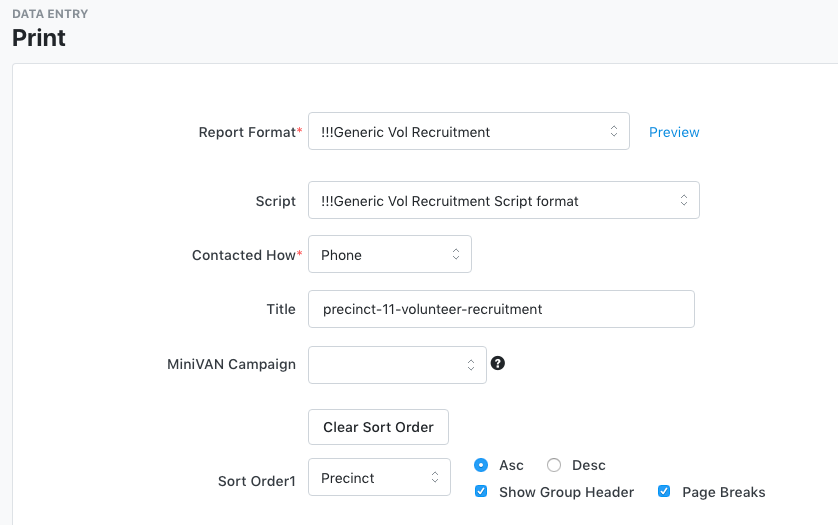 DATA ENTRY
Print
Report Format* !!!Generic Vol Recruitment Preview
Script !!!Generic Vol Recruitment Script format
Contacted How* Phone
Title precinct-11-volunteer-recruitment
MiniVAN Campaign ?
Clear Sort Order
Sort Order1 Precinct Asc Desc
Show Group Header Page Breaks